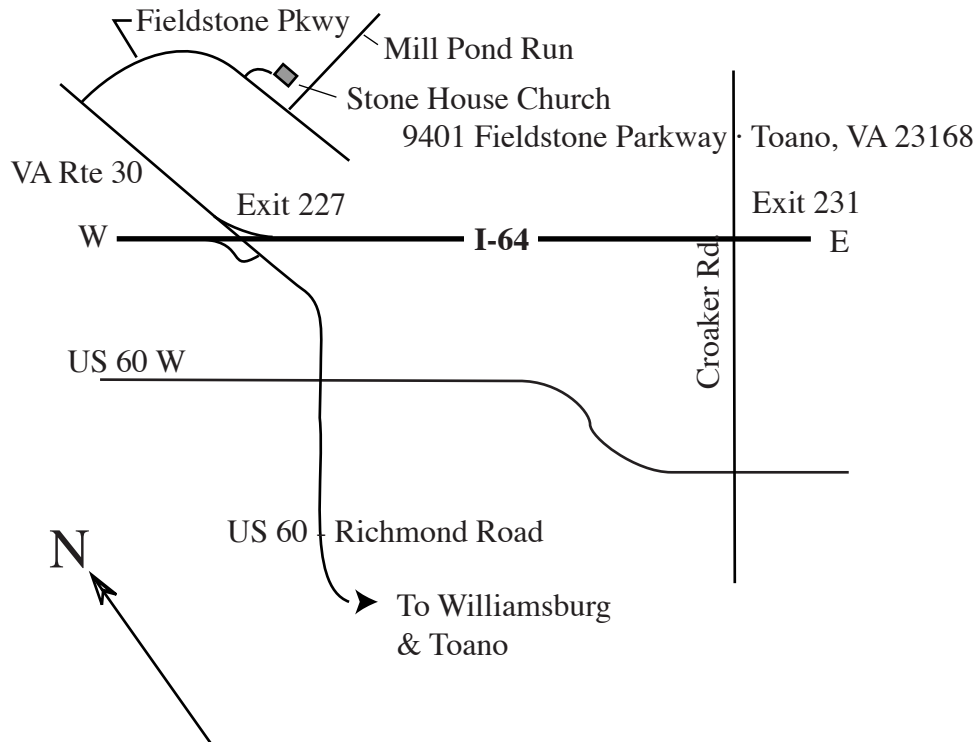 Fieldstone Pkwy
Mill Pond Run
Stone House Church
9401 Fieldstone Parkway · Toano, VA 23168
VA Rte 30
Exit 227
Exit 231
W
I-64
E
Croaker Rd.
US 60 W
US 60 - Richmond Road
N
To Williamsburg
& Toano